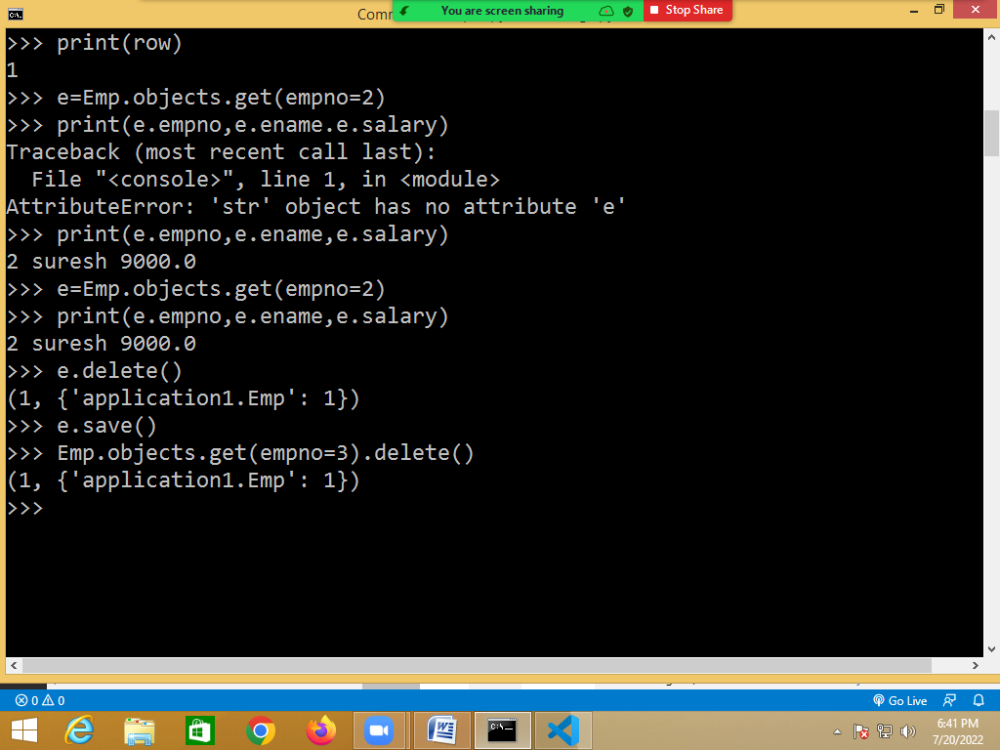 Comm
You are screen sharing
Stop Share
>>> print(row)
1
>>> e=Emp.objects.get(empno=2)
>>> print(e.empno,e.ename.e.salary)
Traceback (most recent call last):
  File "<console>", line 1, in <module>
AttributeError: 'str' object has no attribute 'e'
>>> print(e.empno,e.ename,e.salary)
2 suresh 9000.0
>>> e=Emp.objects.get(empno=2)
>>> print(e.empno,e.ename,e.salary)
2 suresh 9000.0
>>> e.delete()
(1, {'application1.Emp': 1})
>>> e.save()
>>> Emp.objects.get(empno=3).delete()
(1, {'application1.Emp': 1})
>>>
0 0 Go Live
6:41 PM
7/20/2022